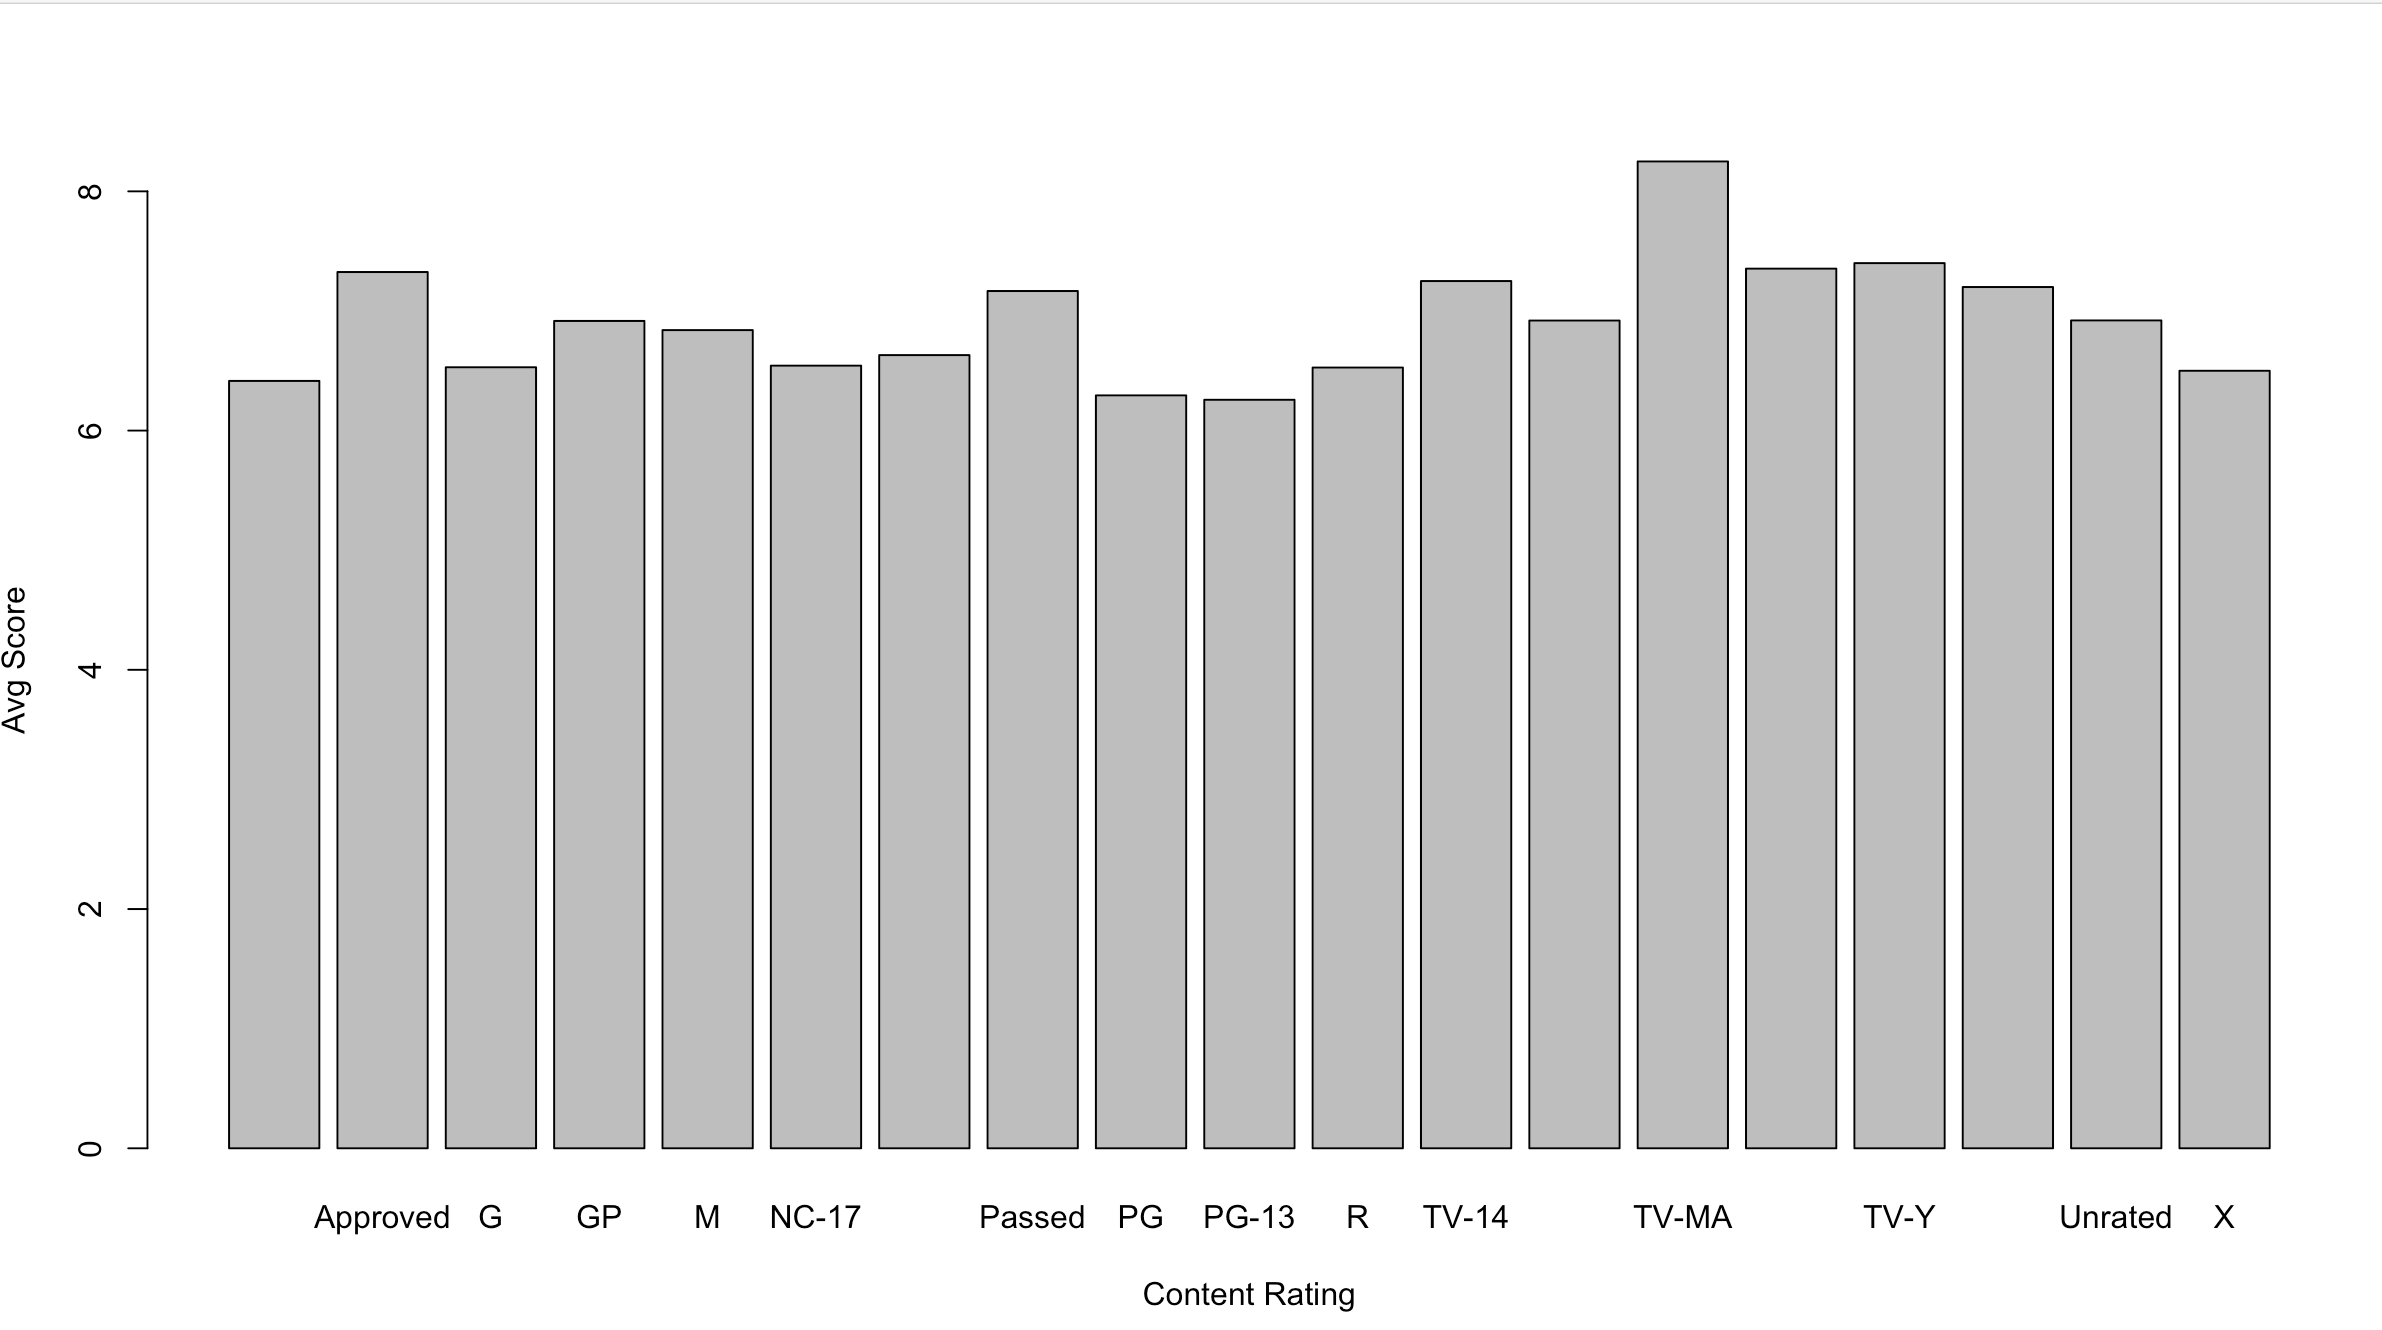 8
6
4
2
0
Avg Score
Approved G GP M NC-17 Passed PG PG-13 R TV-14 TV-MA TV-Y Unrated X
Content Rating